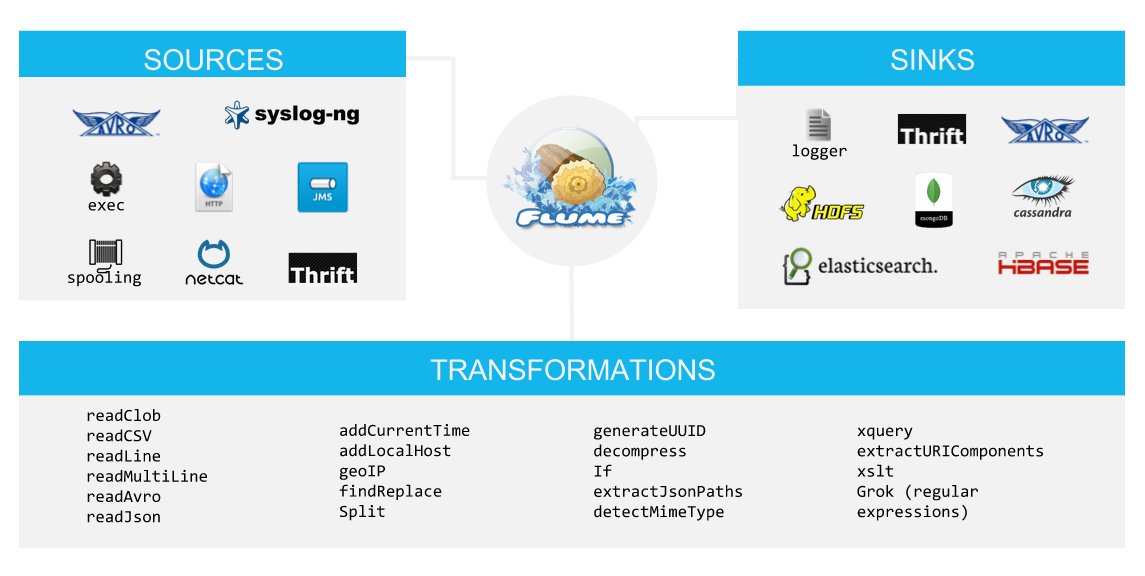 SOURCES
AVRO
syslog-ng
exec
HTTP
JMS
spooling
netcat
Thrift
FLUME
SINKS
logger
Thrift
AVRO
HDFS
mongoDB
cassandra
elasticsearch.
APACHE
HBASE
TRANSFORMATIONS
readClob
readCSV
readLine
readMultiLine
readAvro
readJson
addCurrentTime
addLocalHost
geoIP
findReplace
Split
generateUUID
decompress
If
extractJsonPaths
detectMimeType
xquery
extractURIComponents
xslt
Grok (regular
expressions)